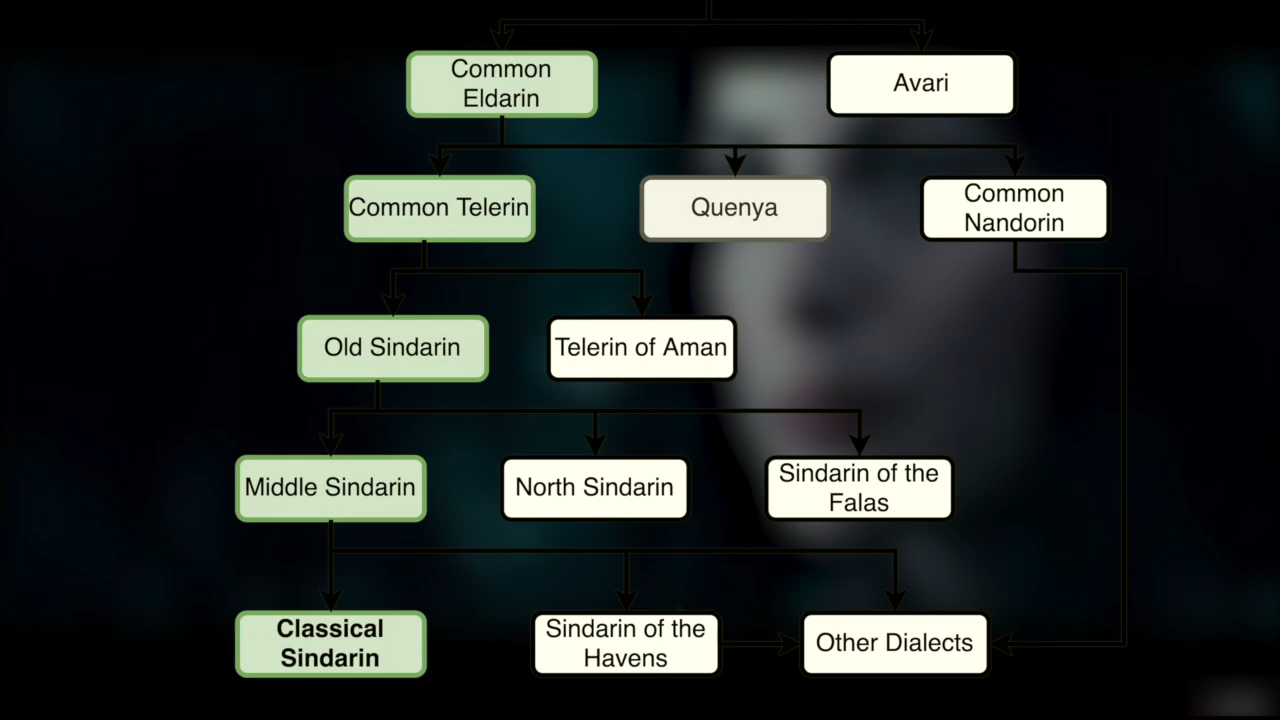 Common
Eldarin
Avari
Common Telerin
Quenya
Common
Nandorin
Old Sindarin
Telerin of Aman
Middle Sindarin
North Sindarin
Sindarin of the
Falas
Classical
Sindarin
Sindarin of the
Havens
Other Dialects